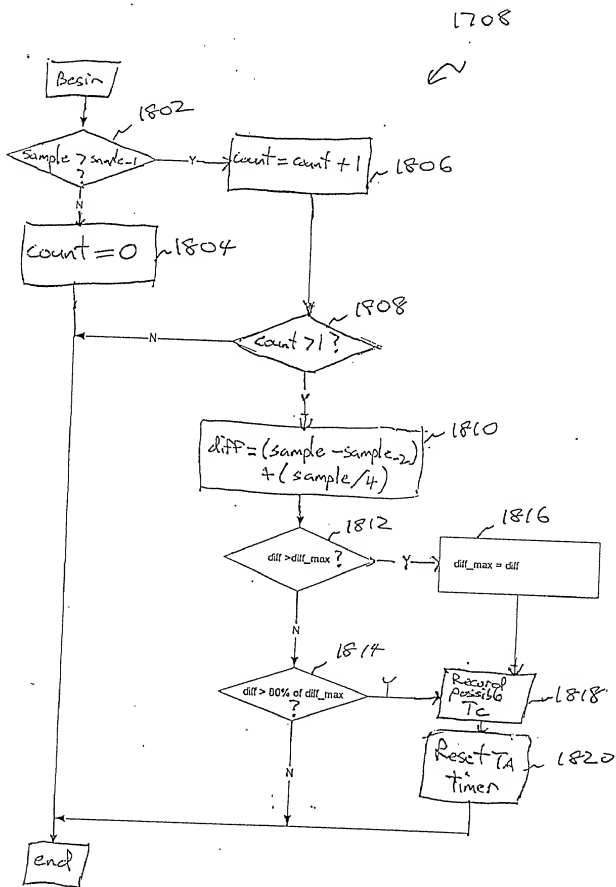 1708
Begin
1802
sample > sample-1
?
Y
count = count + 1
1806
N
count = 0
1804
1808
Y
N
count > 1 ?
Y
1810
diff = (sample - sample-2)
+ (sample/4)
1812
1816
diff >diff_max ?
Y
diff_max = diff
N
1814
diff > 80% of diff_max
?
Y
Record
possible
Tc
1818
N
Reset TA
timer
1820
end